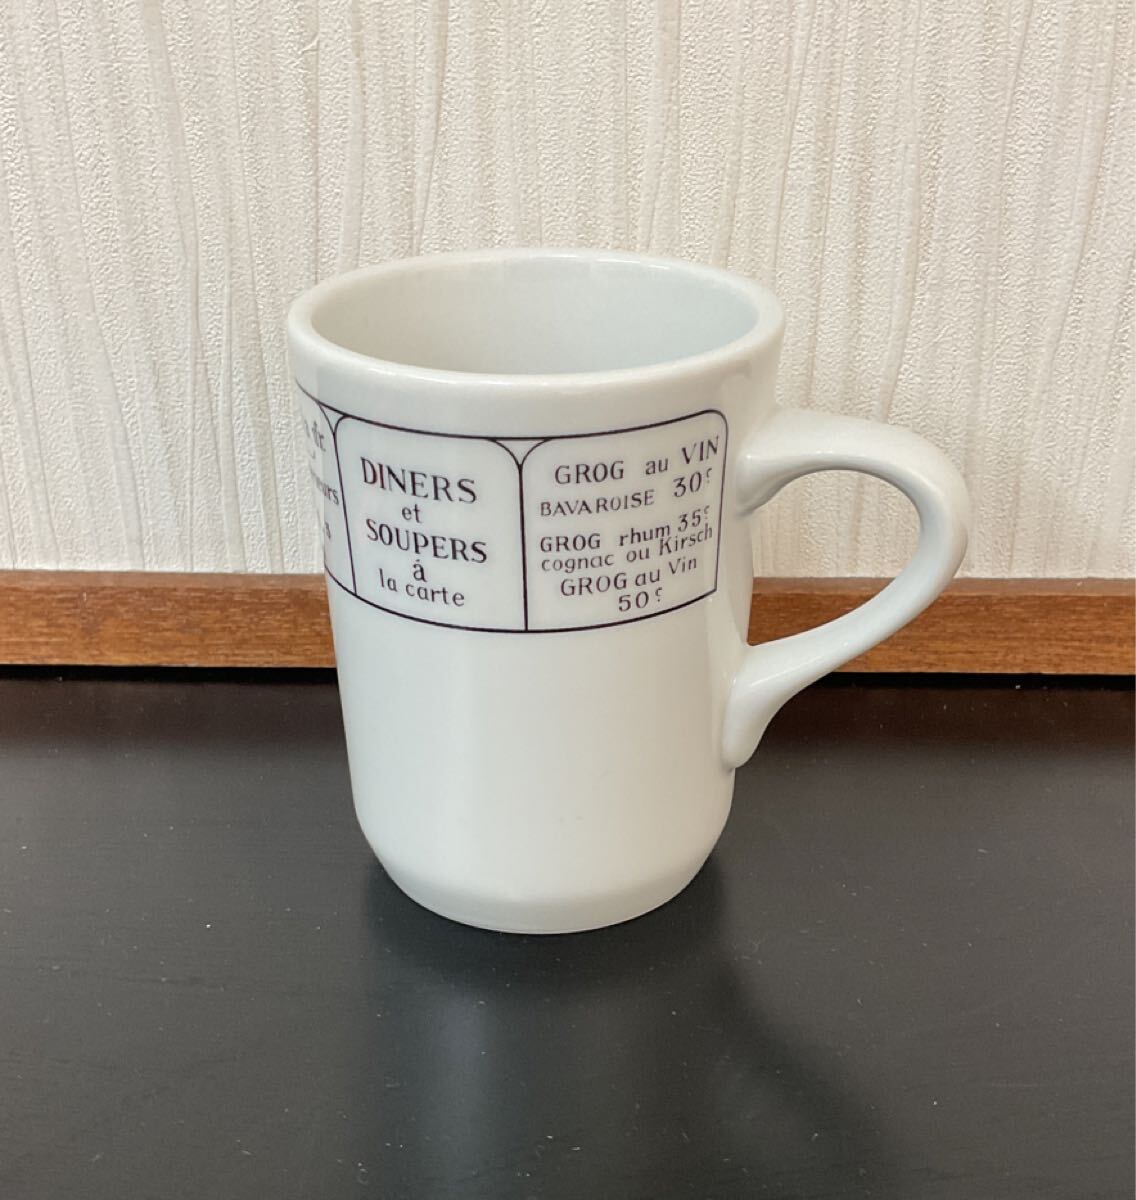 DINERS
et
SOUPERS
à
la carte
GROG au VIN
BAVAROISE 30ᶜ
GROG rhum 35ᶜ
cognac ou Kirsch
GROG au Vin
50ᶜ